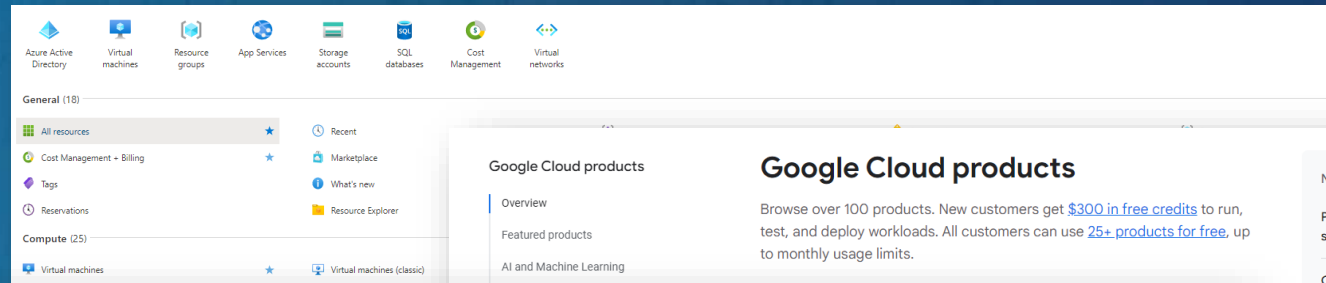 Azure Active
Directory
Virtual
machines
Resource
groups
App Services
Storage
accounts
SQL
SQL
databases
Cost
Management
Virtual
networks
General (18)
All resources
Recent
Cost Management + Billing
Marketplace
Tags
What's new
Reservations
Resource Explorer
Compute (25)
Virtual machines
Virtual machines (classic)
Google Cloud products
Overview
Featured products
AI and Machine Learning
Google Cloud products
Browse over 100 products. New customers get $300 in free credits to run,
test, and deploy workloads. All customers can use 25+ products for free, up
to monthly usage limits.